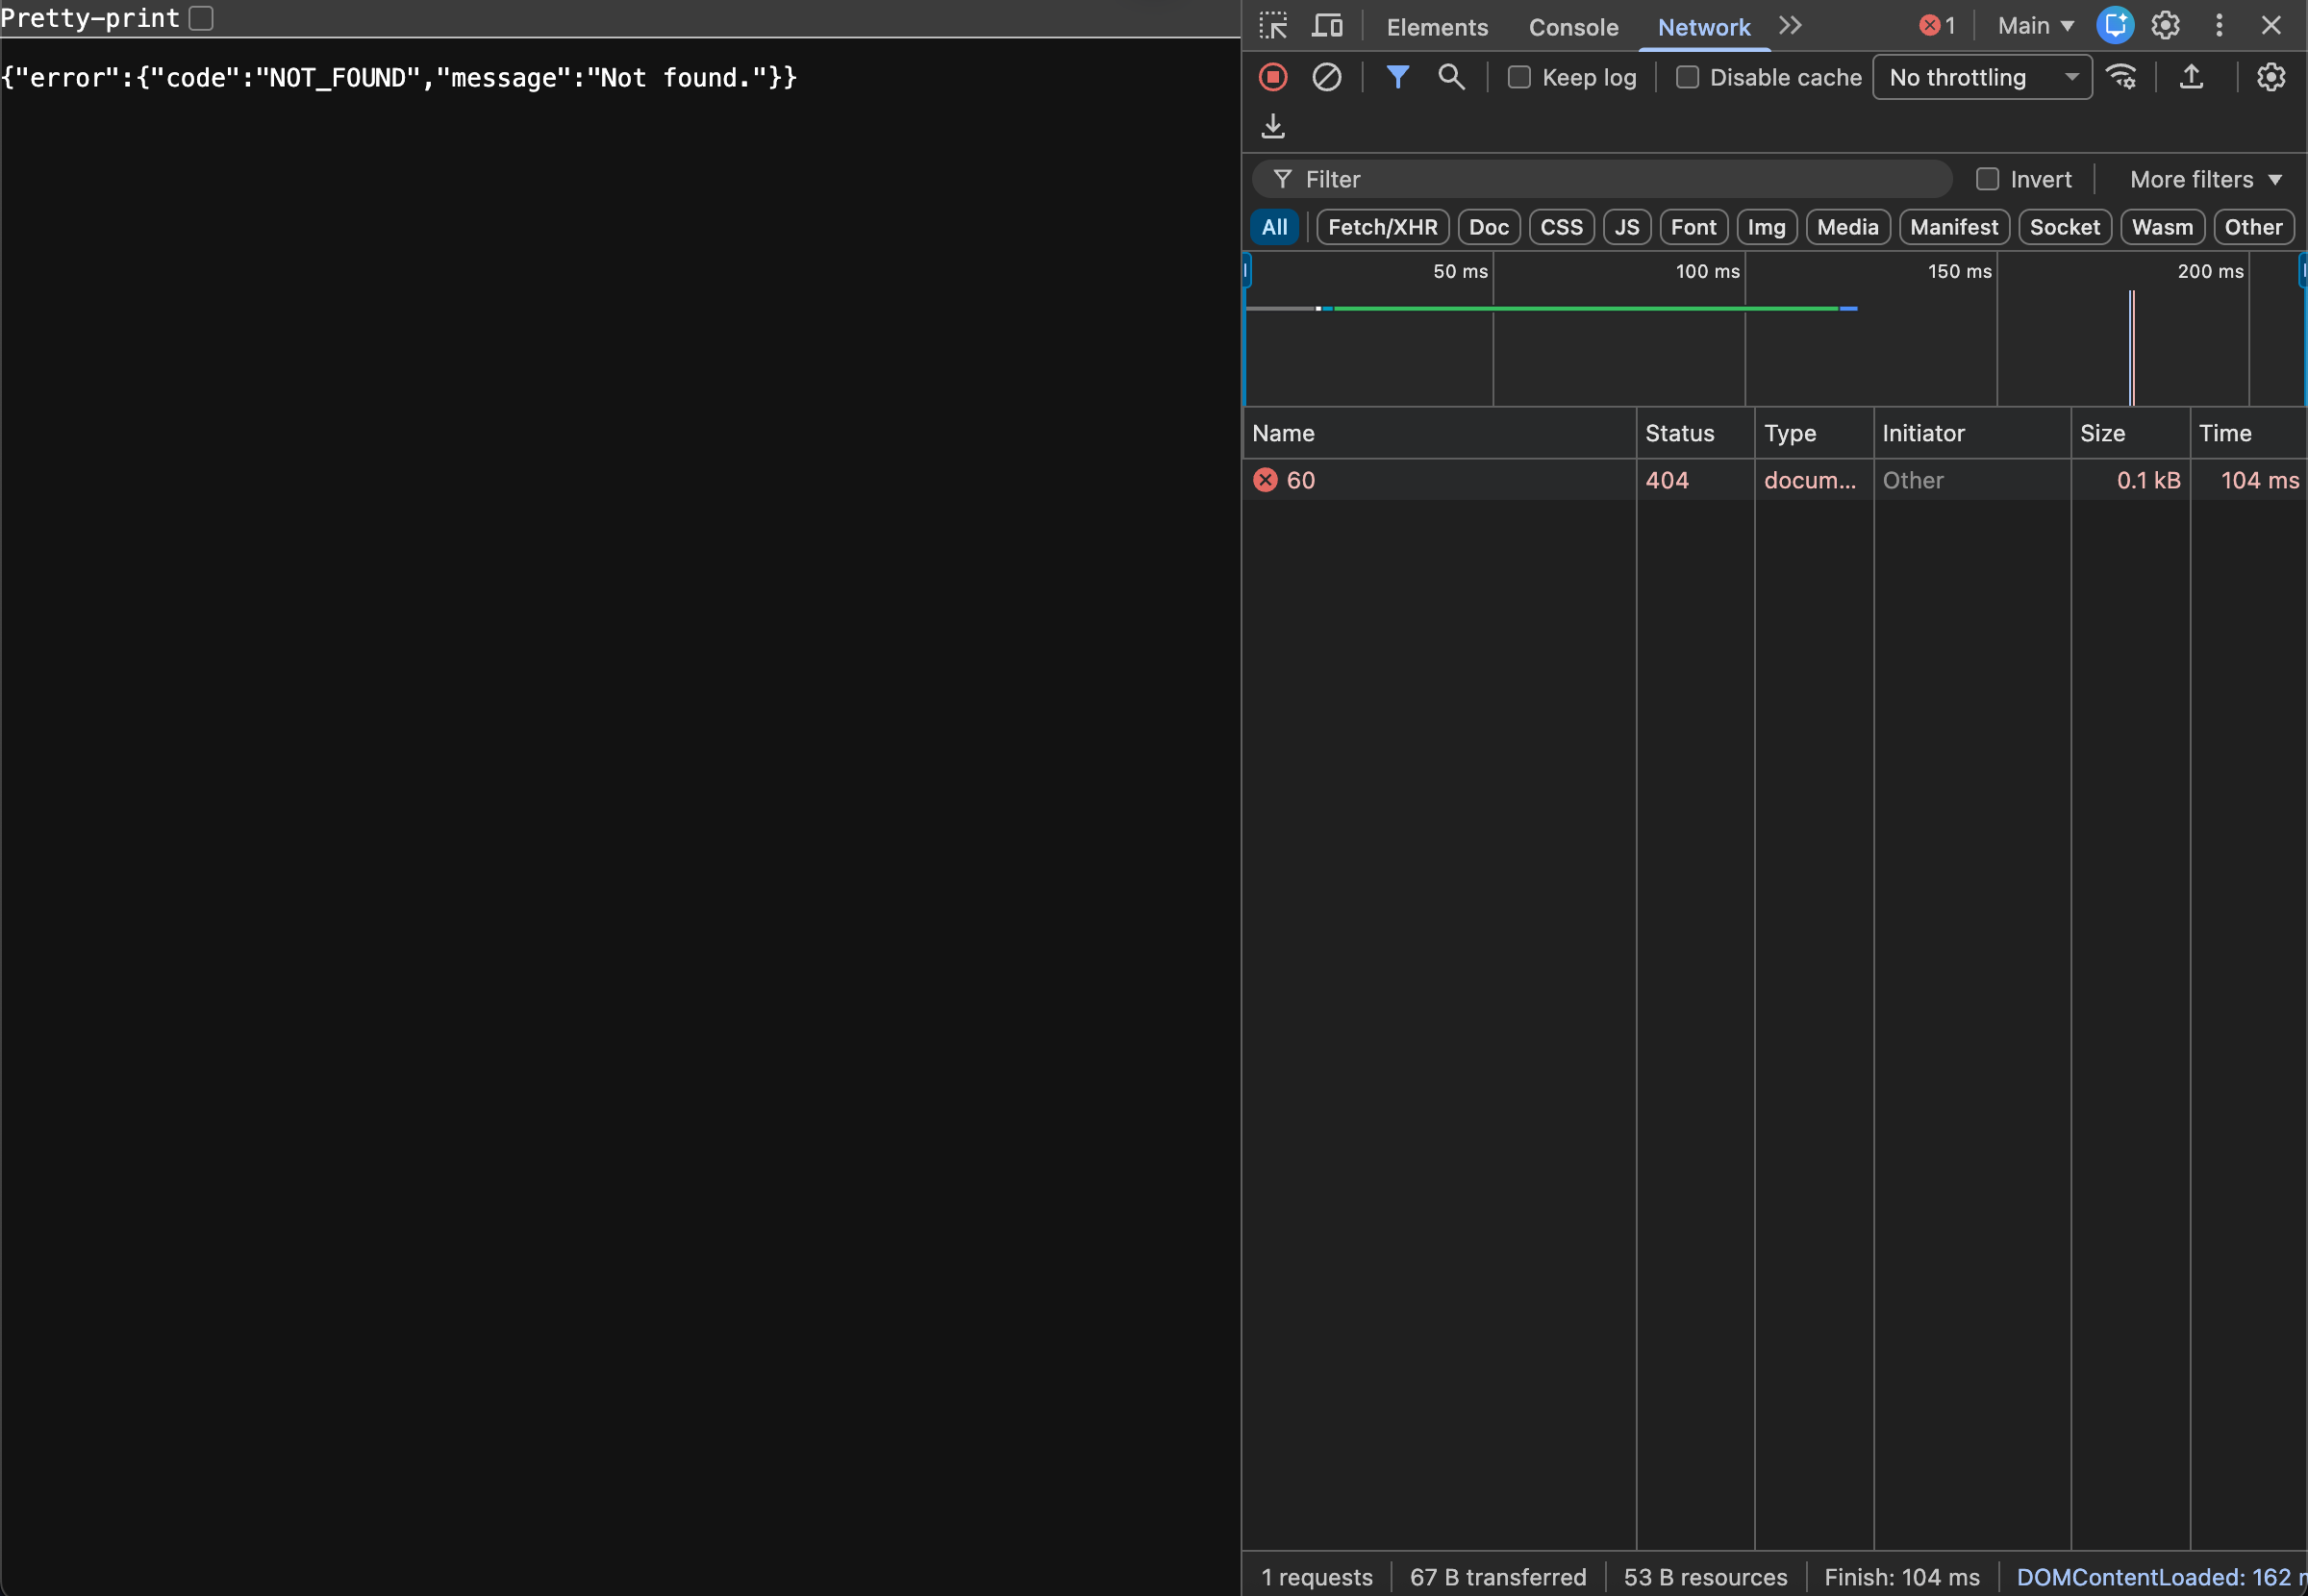 Pretty-print
{"error":{"code":"NOT_FOUND","message":"Not found."}}
Elements Console Network 1 Main
Keep log Disable cache No throttling
Filter Invert More filters
All Fetch/XHR Doc CSS JS Font Img Media Manifest Socket Wasm Other
50 ms 100 ms 150 ms 200 ms
Name Status Type Initiator Size Time
60 404 docum... Other 0.1 kB 104 ms
1 requests 67 B transferred 53 B resources Finish: 104 ms DOMContentLoaded: 162